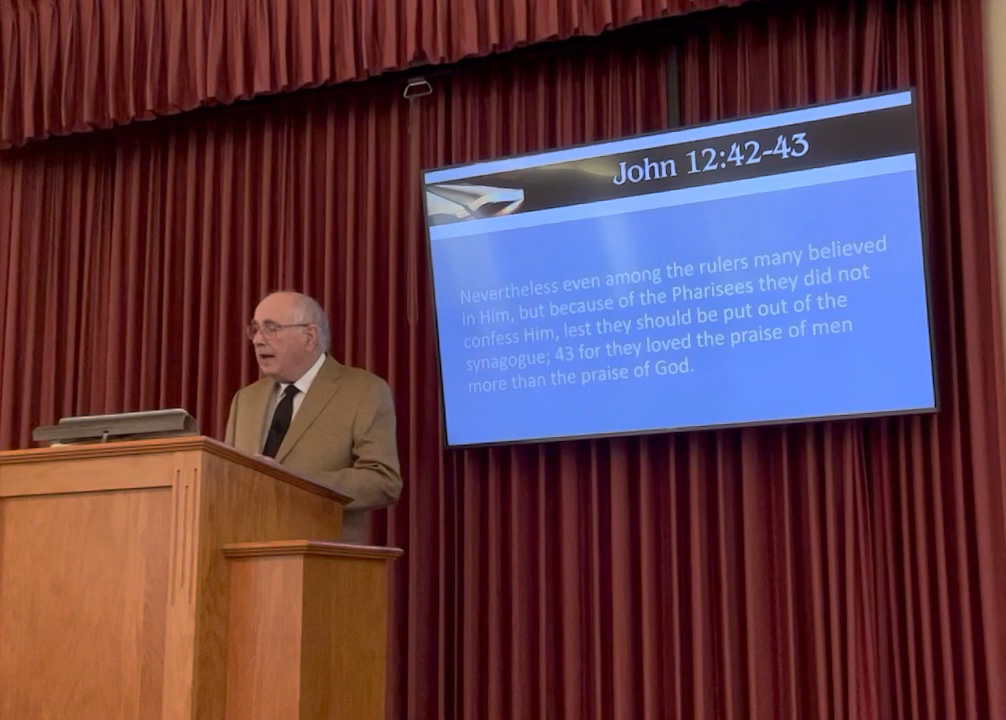 John 12:42-43
Nevertheless even among the rulers many believed
in Him, but because of the Pharisees they did not
confess Him, lest they should be put out of the
synagogue; 43 for they loved the praise of men
more than the praise of God.